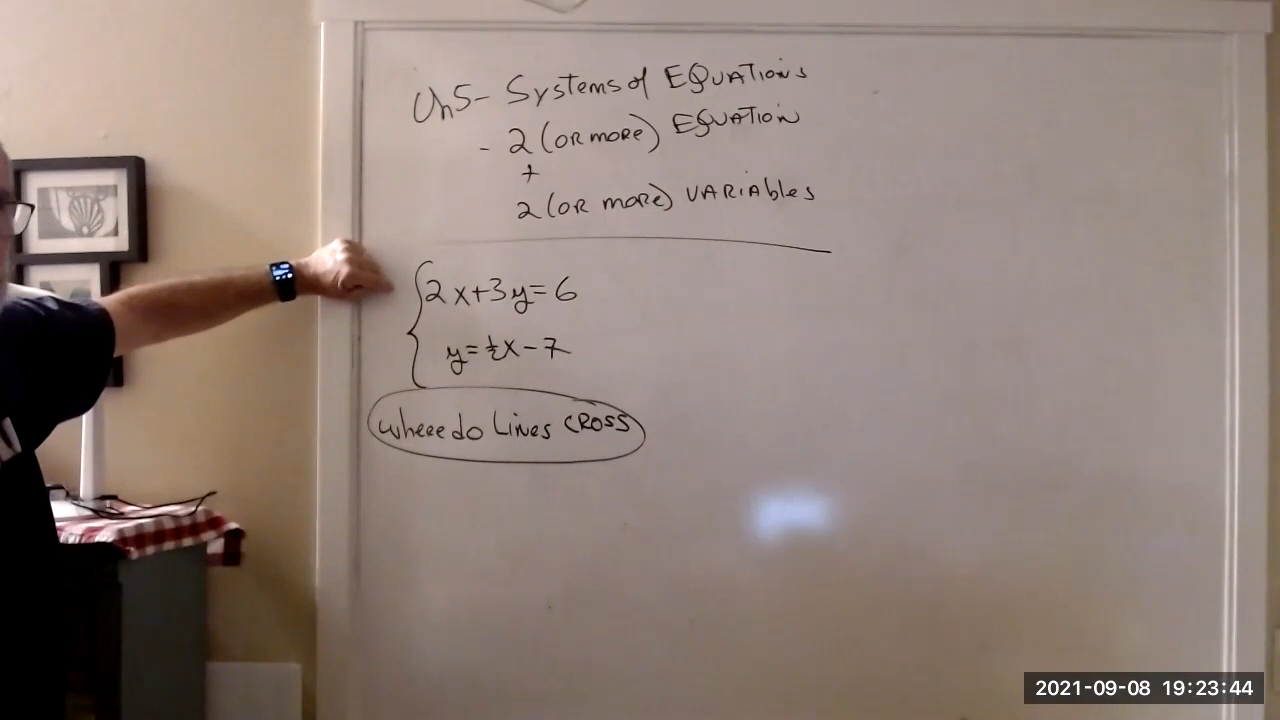 Ch5- Systems of EQUATIONS
- 2 (OR MORE) EQUATION
+
2 (OR MORE) VARIAbles
2x+3y=6
y=½x-7
where do Lines CROSS
2021-09-08 19:23:44